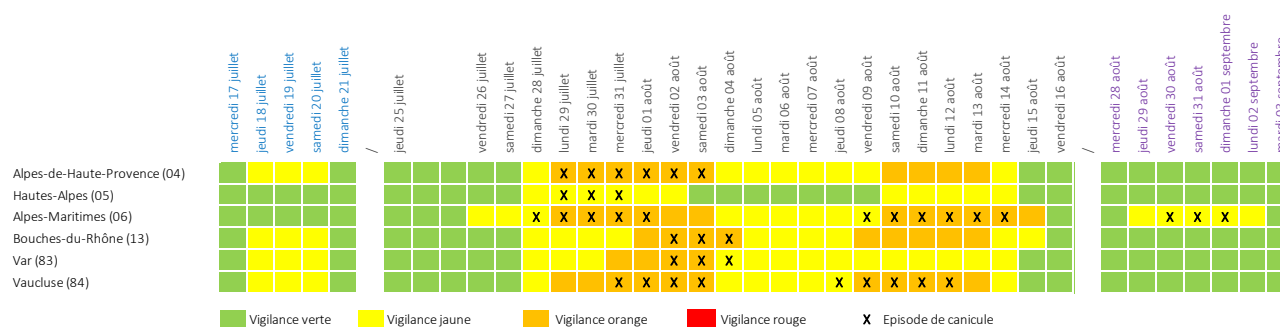 mercredi 17 juillet
jeudi 18 juillet
vendredi 19 juillet
samedi 20 juillet
dimanche 21 juillet
/
jeudi 25 juillet
vendredi 26 juillet
samedi 27 juillet
dimanche 28 juillet
lundi 29 juillet
mardi 30 juillet
mercredi 31 juillet
jeudi 01 août
vendredi 02 août
samedi 03 août
dimanche 04 août
lundi 05 août
mardi 06 août
mercredi 07 août
jeudi 08 août
vendredi 09 août
samedi 10 août
dimanche 11 août
lundi 12 août
mardi 13 août
mercredi 14 août
jeudi 15 août
vendredi 16 août
/
mercredi 28 août
jeudi 29 août
vendredi 30 août
samedi 31 août
dimanche 01 septembre
lundi 02 septembre
Alpes-de-Haute-Provence (04) X X X X X X
Hautes-Alpes (05) X X X
Alpes-Maritimes (06) X X X X X X X X X X X X X X
Bouches-du-Rhône (13) X X X
Var (83) X X X
Vaucluse (84) X X X X X X X X X
Vigilance verte Vigilance jaune Vigilance orange Vigilance rouge X Episode de canicule